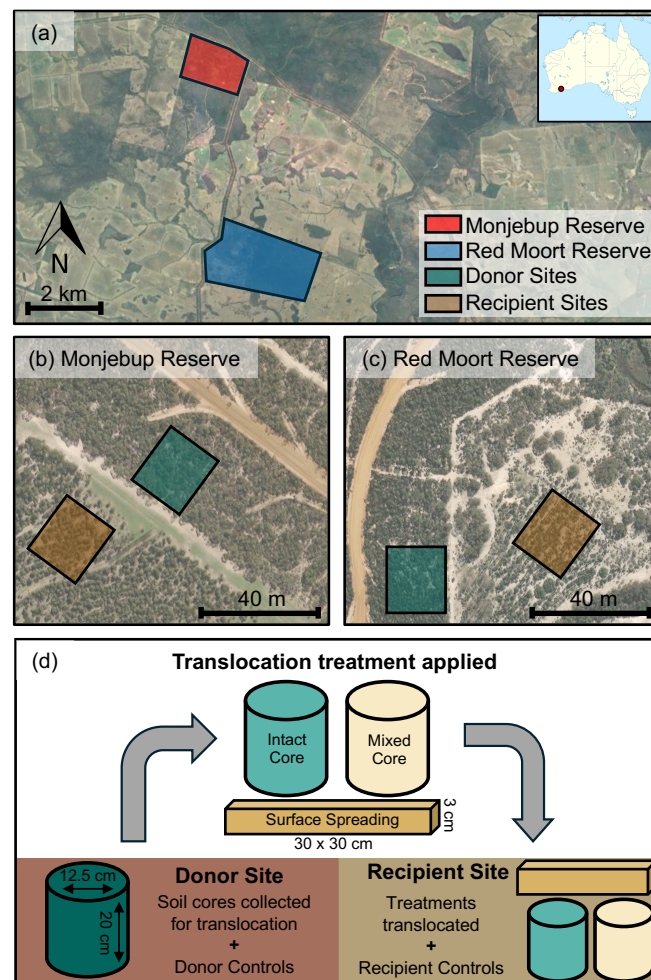 (a)
Monjebup Reserve
Red Moort Reserve
Donor Sites
Recipient Sites
N
2 km
(b) Monjebup Reserve
40 m
(c) Red Moort Reserve
40 m
(d)
Translocation treatment applied
Intact
Core
Mixed
Core
Surface Spreading
3 cm
30 x 30 cm
12.5 cm
20 cm
Donor Site
Soil cores collected
for translocation
+
Donor Controls
Recipient Site
Treatments
translocated
+
Recipient Controls